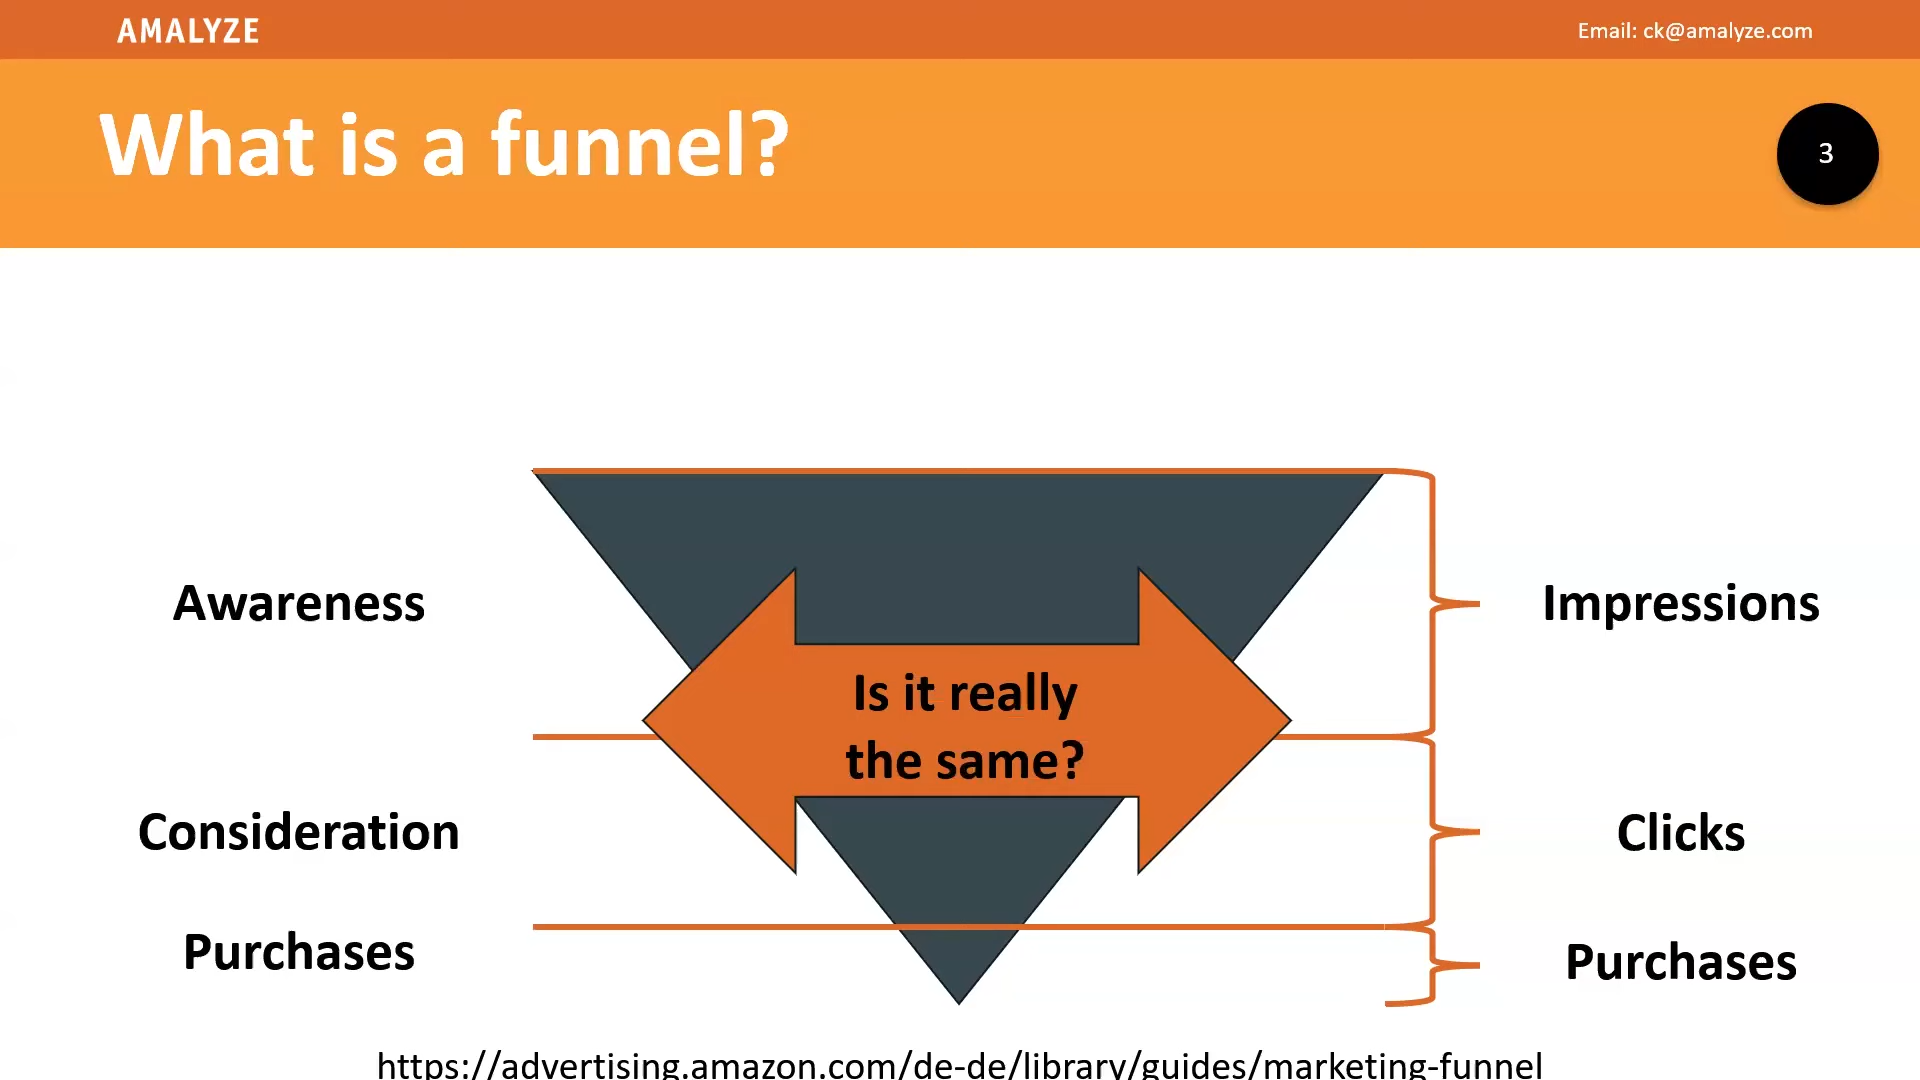 AMALYZE
Email: ck@amalyze.com
What is a funnel?
3
Awareness
Impressions
Is it really
the same?
Consideration
Clicks
Purchases
Purchases
https://advertising.amazon.com/de-de/library/guides/marketing-funnel